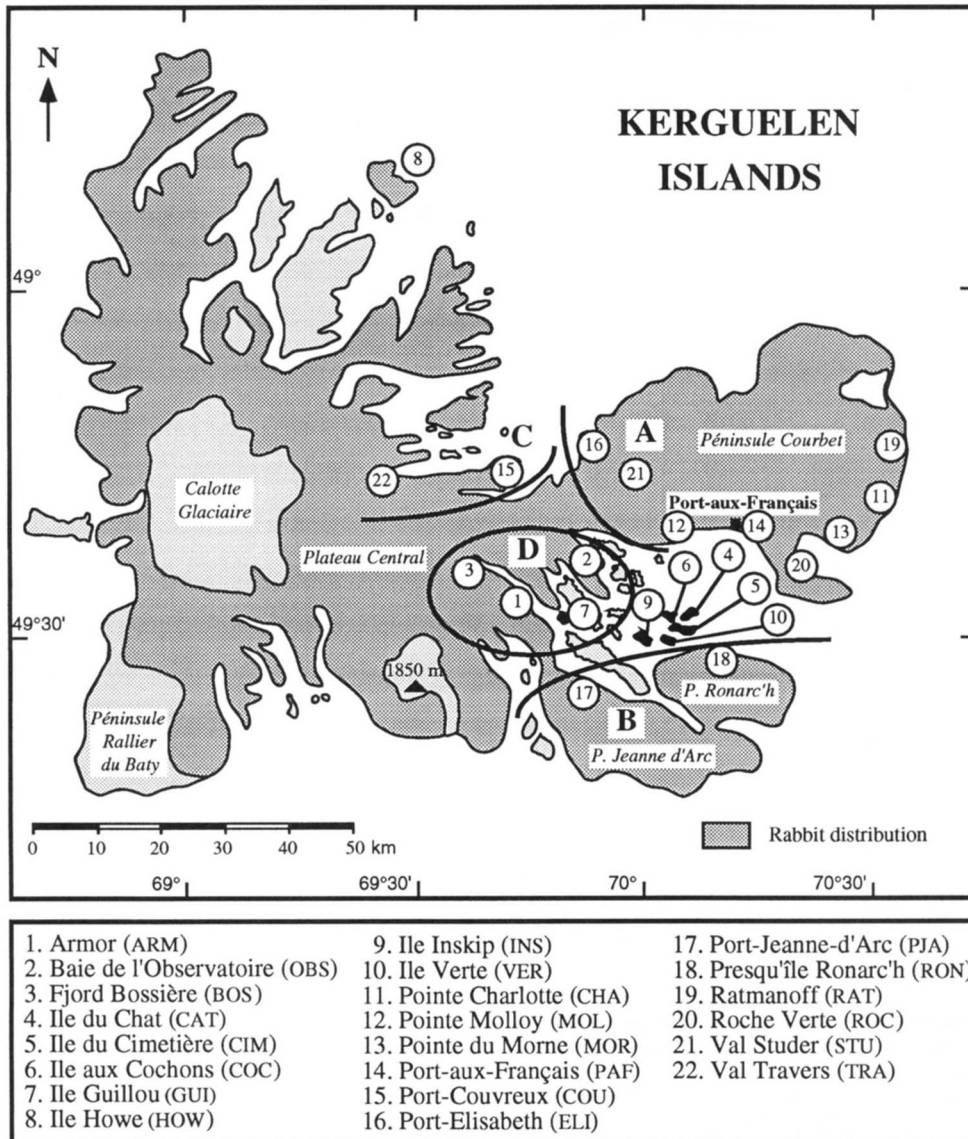 N
KERGUELEN
ISLANDS
8
49°
C
A
16
Péninsule Courbet
19
22
15
21
Calotte
Glaciaire
Port-aux-Français
11
12
14
13
Plateau Central
D
2
6
4
20
3
5
1
7
9
10
49°30'
18
1850 m
17
P. Ronarc'h
Péninsule
Rallier
du Baty
B
P. Jeanne d'Arc
0 10 20 30 40 50 km
Rabbit distribution
69° 69°30' 70° 70°30'
1. Armor (ARM)
2. Baie de l'Observatoire (OBS)
3. Fjord Bossière (BOS)
4. Ile du Chat (CAT)
5. Ile du Cimetière (CIM)
6. Ile aux Cochons (COC)
7. Ile Guillou (GUI)
8. Ile Howe (HOW)
9. Ile Inskip (INS)
10. Ile Verte (VER)
11. Pointe Charlotte (CHA)
12. Pointe Molloy (MOL)
13. Pointe du Morne (MOR)
14. Port-aux-Français (PAF)
15. Port-Couvreux (COU)
16. Port-Elisabeth (ELI)
17. Port-Jeanne-d'Arc (PJA)
18. Presqu'île Ronarc'h (RON)
19. Ratmanoff (RAT)
20. Roche Verte (ROC)
21. Val Studer (STU)
22. Val Travers (TRA)